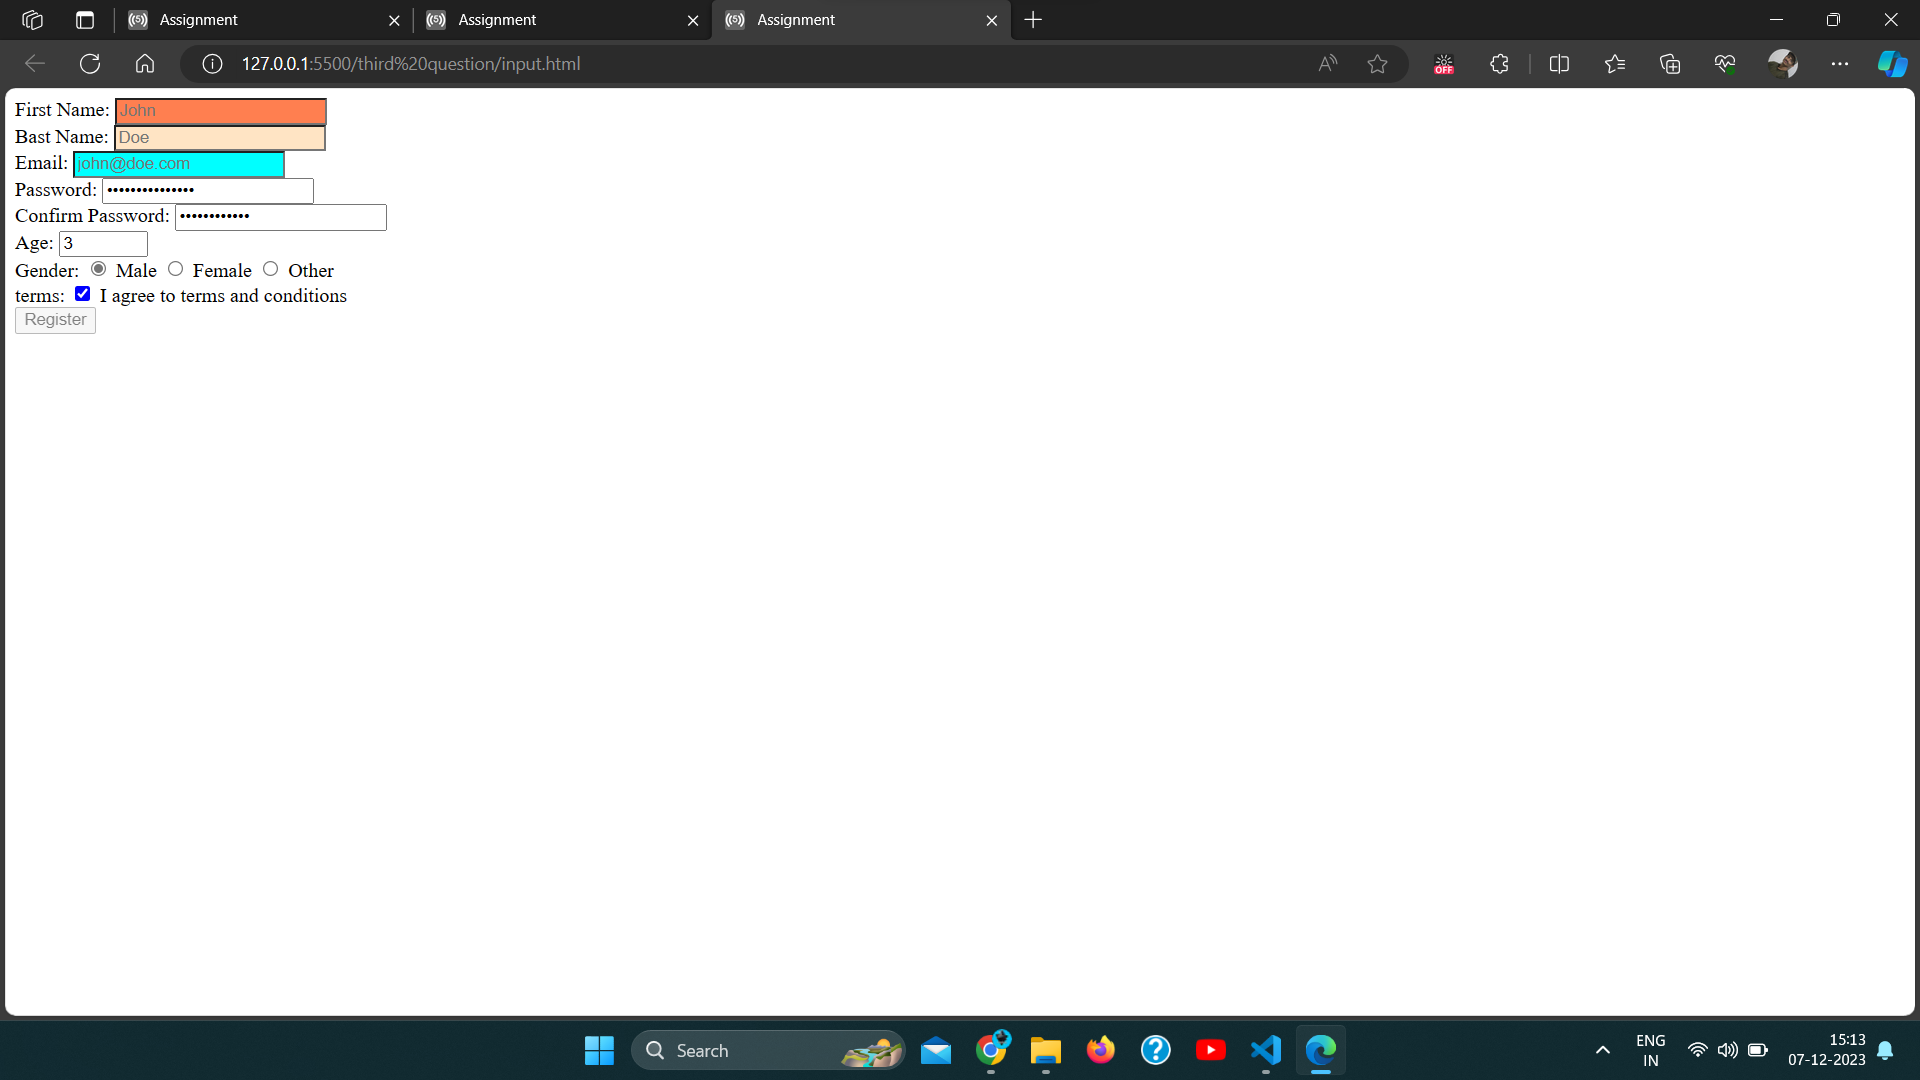 Assignment
Assignment
Assignment
127.0.0.1:5500/third%20question/input.html
OFF
First Name: John
Bast Name: Doe
Email: john@doe.com
Password: •••••••••••••••
Confirm Password: ••••••••••••
Age: 3
Gender: Male Female Other
terms: I agree to terms and conditions
Register
Search
ENG
IN
15:13
07-12-2023